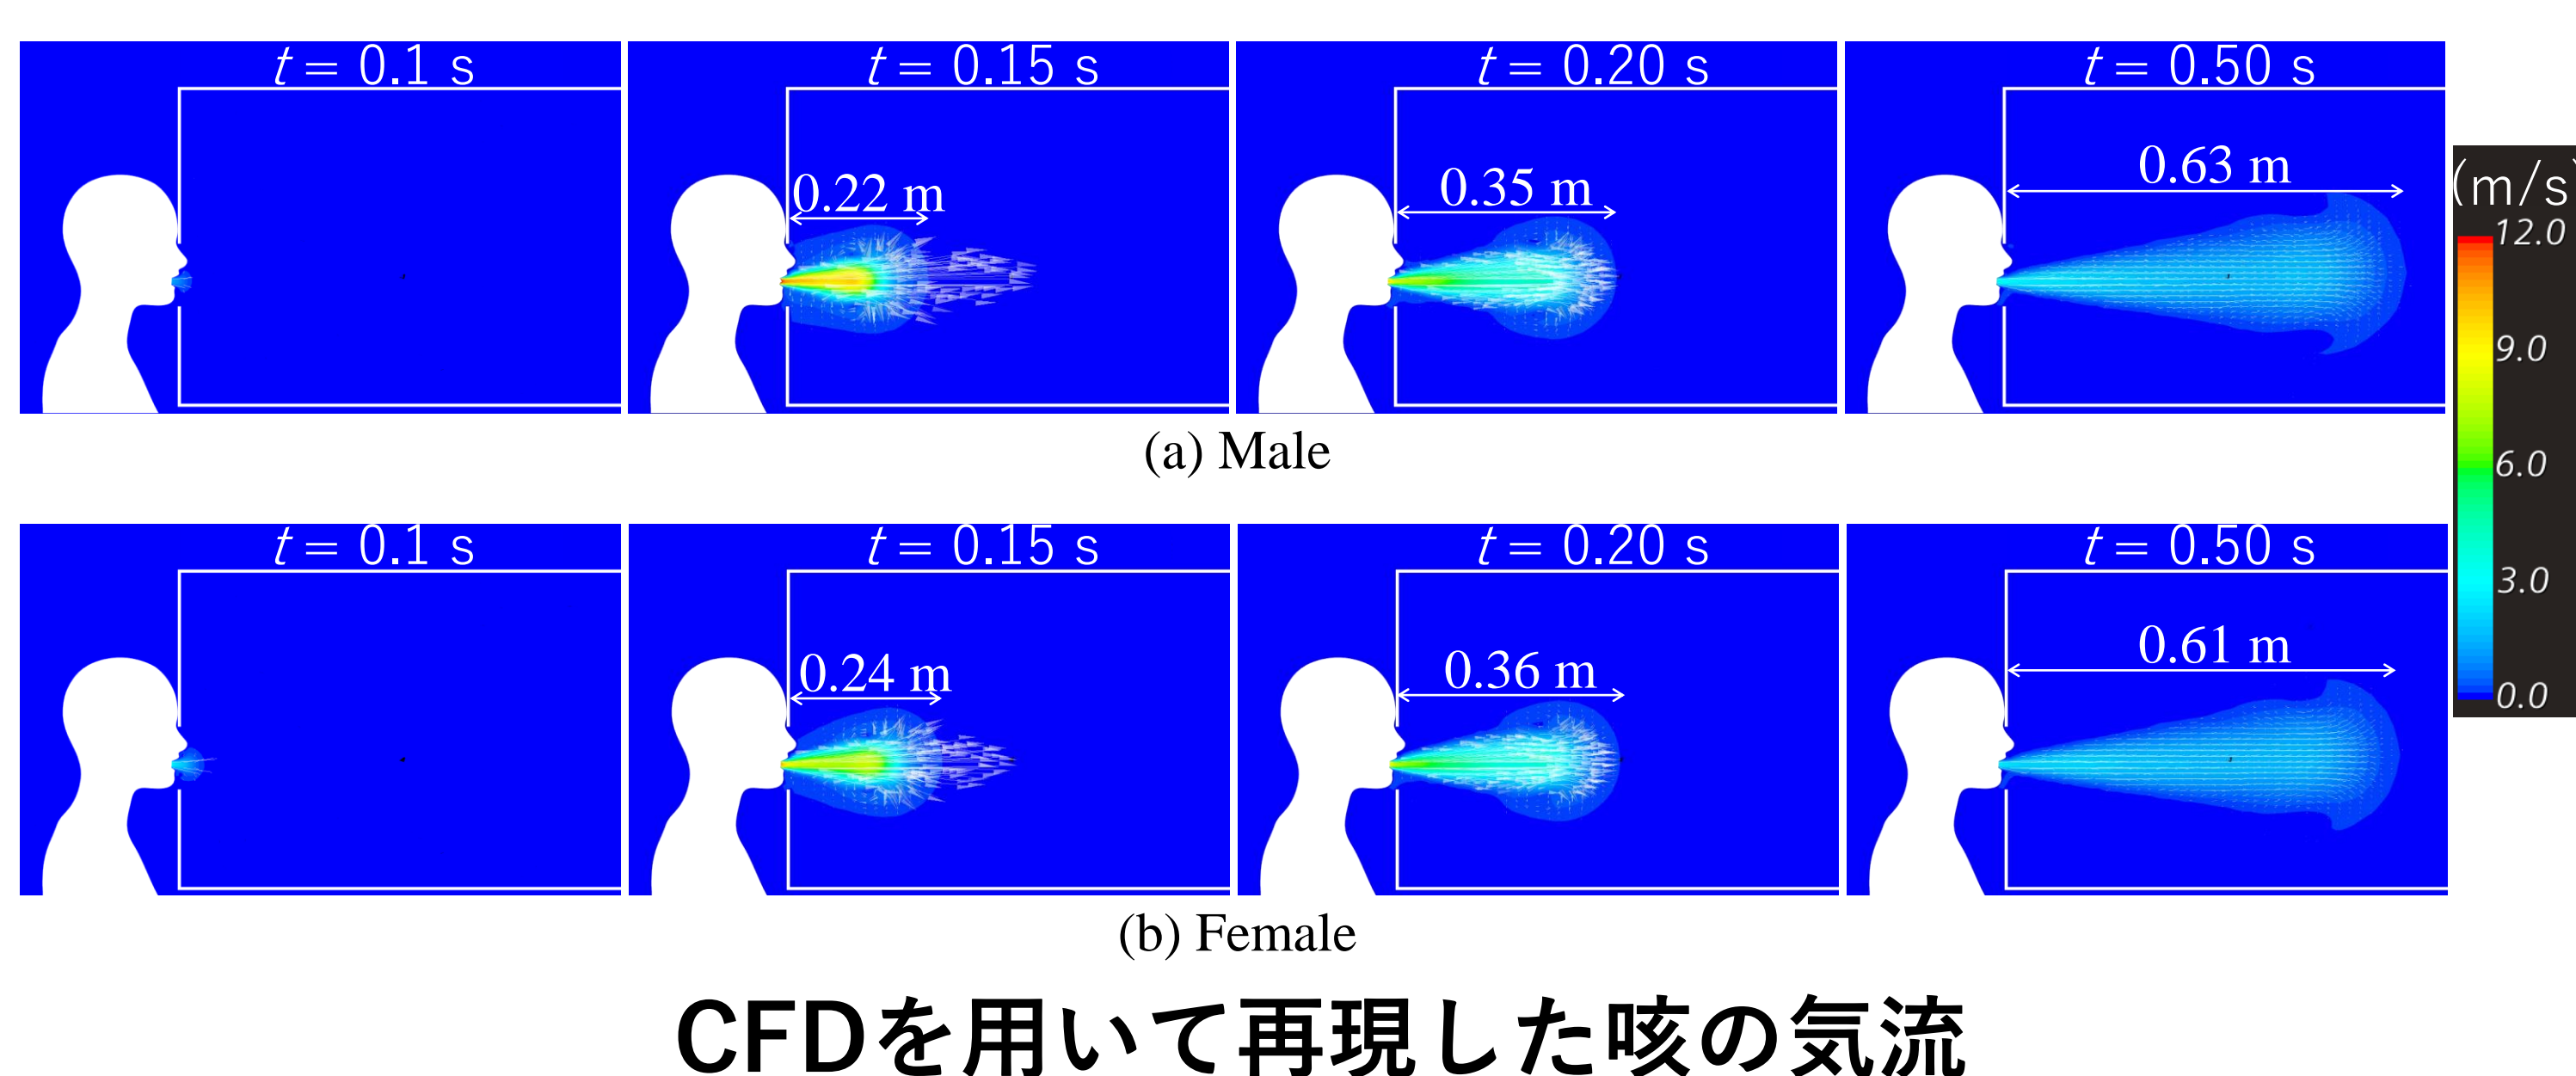 t = 0.1 s
t = 0.15 s
t = 0.20 s
t = 0.50 s
0.22 m
0.35 m
0.63 m
(a) Male
t = 0.1 s
t = 0.15 s
t = 0.20 s
t = 0.50 s
0.24 m
0.36 m
0.61 m
(b) Female
(m/s)
12.0
9.0
6.0
3.0
0.0
CFDを用いて再現した咳の気流